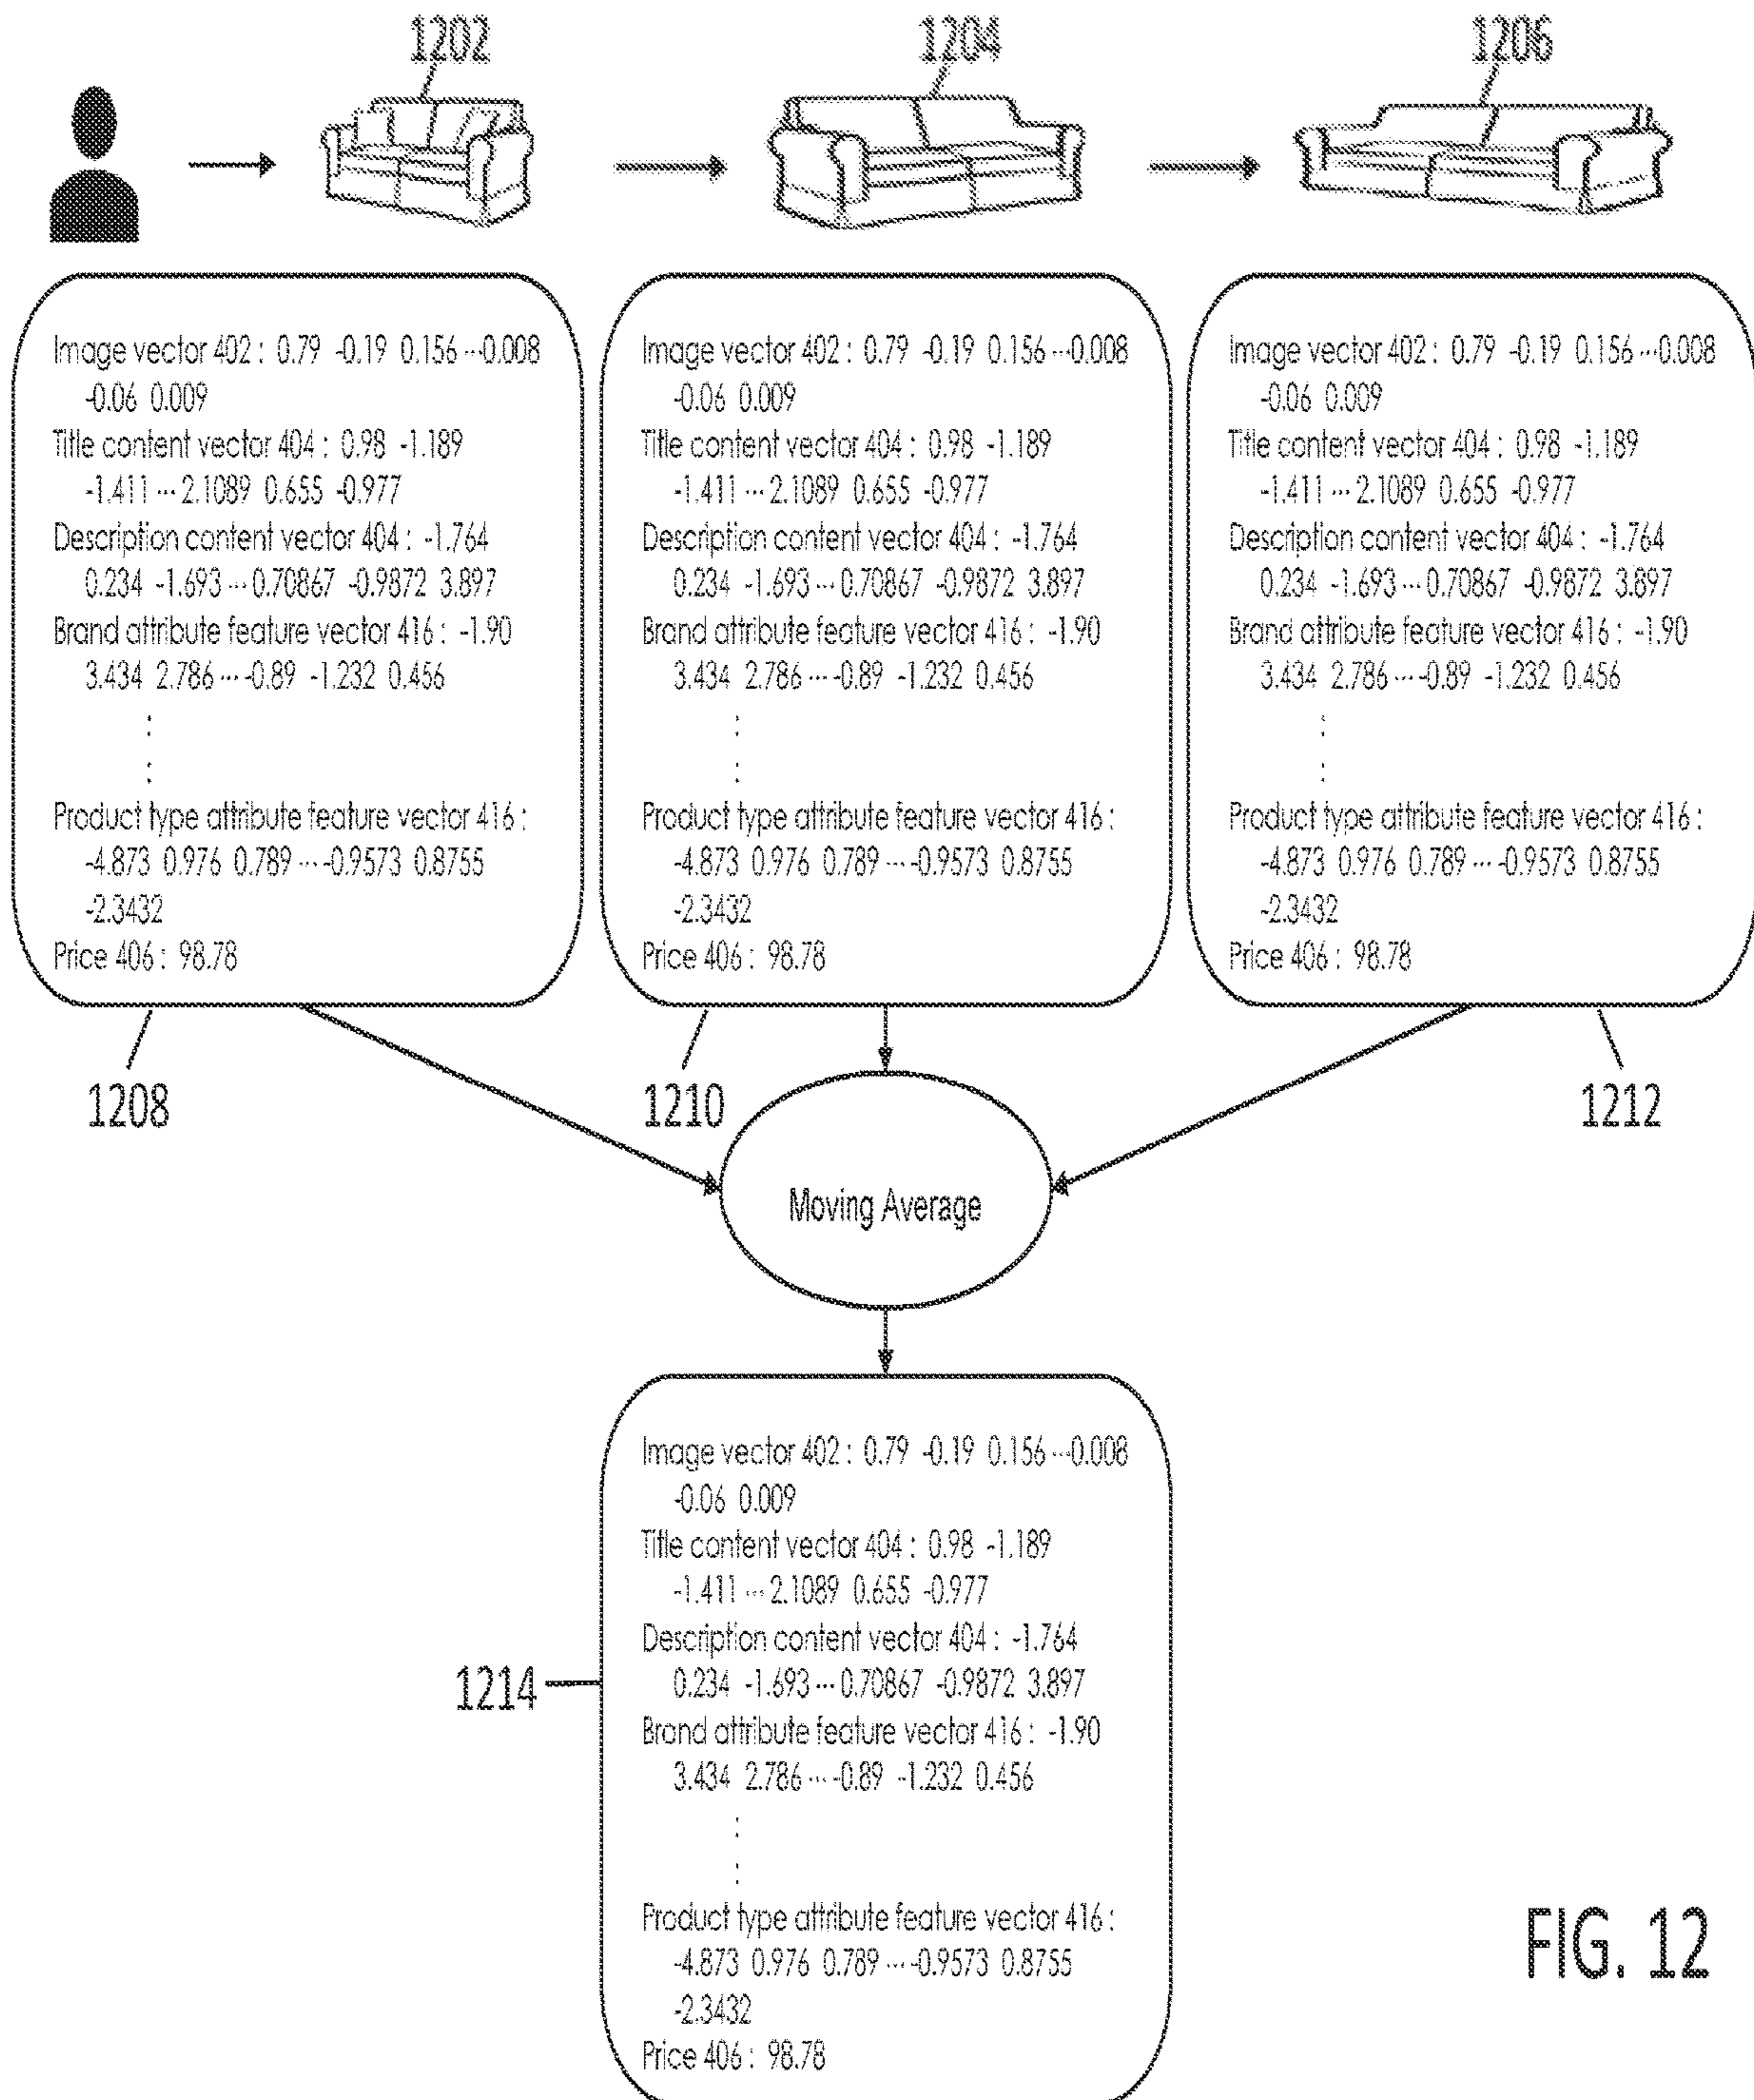 1202
1204
1206
Image vector 402 : 0.79 -0.19 0.156 ···-0.008
-0.06 0.009
Title content vector 404 : 0.98 -1.189
-1.411 ··· 2.1089 0.655 -0.977
Description content vector 404 : -1.764
0.234 -1.693 ··· 0.70867 -0.9872 3.897
Brand attribute feature vector 416 : -1.90
3.434 2.786 ··· -0.89 -1.232 0.456
Product type attribute feature vector 416 :
-4.873 0.976 0.789 ··· -0.9573 0.8755
-2.3432
Price 406 : 98.78
Image vector 402 : 0.79 -0.19 0.156 ···-0.008
-0.06 0.009
Title content vector 404 : 0.98 -1.189
-1.411 ··· 2.1089 0.655 -0.977
Description content vector 404 : -1.764
0.234 -1.693 ··· 0.70867 -0.9872 3.897
Brand attribute feature vector 416 : -1.90
3.434 2.786 ··· -0.89 -1.232 0.456
Product type attribute feature vector 416 :
-4.873 0.976 0.789 ··· -0.9573 0.8755
-2.3432
Price 406 : 98.78
Image vector 402 : 0.79 -0.19 0.156 ···-0.008
-0.06 0.009
Title content vector 404 : 0.98 -1.189
-1.411 ··· 2.1089 0.655 -0.977
Description content vector 404 : -1.764
0.234 -1.693 ··· 0.70867 -0.9872 3.897
Brand attribute feature vector 416 : -1.90
3.434 2.786 ··· -0.89 -1.232 0.456
Product type attribute feature vector 416 :
-4.873 0.976 0.789 ··· -0.9573 0.8755
-2.3432
Price 406 : 98.78
1208
1210
1212
Moving Average
Image vector 402 : 0.79 -0.19 0.156 ···-0.008
-0.06 0.009
Title content vector 404 : 0.98 -1.189
-1.411 ··· 2.1089 0.655 -0.977
Description content vector 404 : -1.764
0.234 -1.693 ··· 0.70867 -0.9872 3.897
Brand attribute feature vector 416 : -1.90
3.434 2.786 ··· -0.89 -1.232 0.456
Product type attribute feature vector 416 :
-4.873 0.976 0.789 ··· -0.9573 0.8755
-2.3432
Price 406 : 98.78
1214
FIG. 12